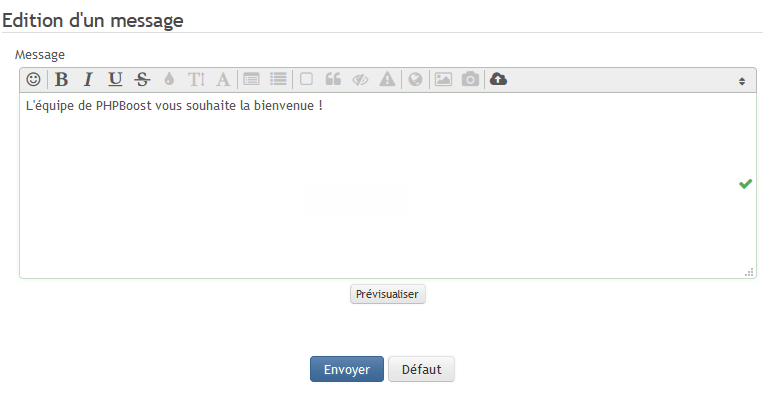 Edition d'un message
Message
B I U S T A
L'équipe de PHPBoost vous souhaite la bienvenue !
Prévisualiser
Envoyer Défaut